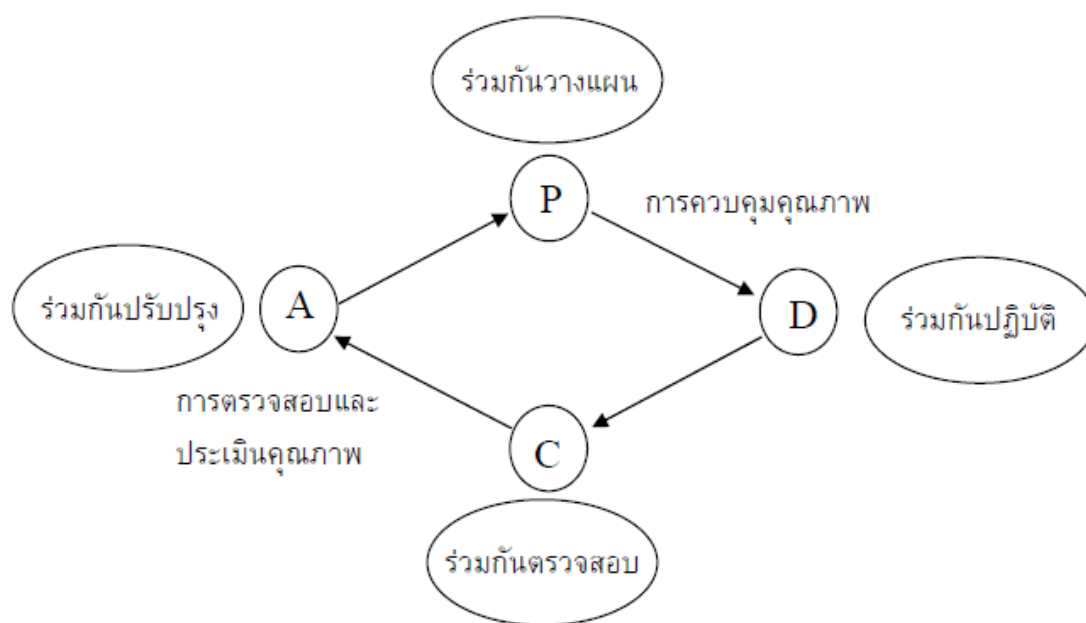 ร่วมกันวางแผน
P
การควบคุมคุณภาพ
ร่วมกันปรับปรุง
A
D
ร่วมกันปฏิบัติ
การตรวจสอบและ
ประเมินคุณภาพ
C
ร่วมกันตรวจสอบ